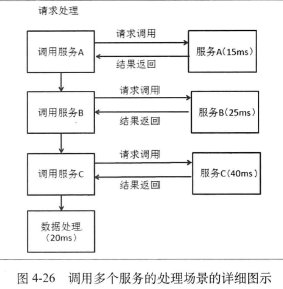 请求处理
请求调用
调用服务A
服务A(15ms)
结果返回
请求调用
调用服务B
服务B(25ms)
结果返回
请求调用
调用服务C
服务C(40ms)
结果返回
数据处理
(20ms)
图 4-26 调用多个服务的处理场景的详细图示